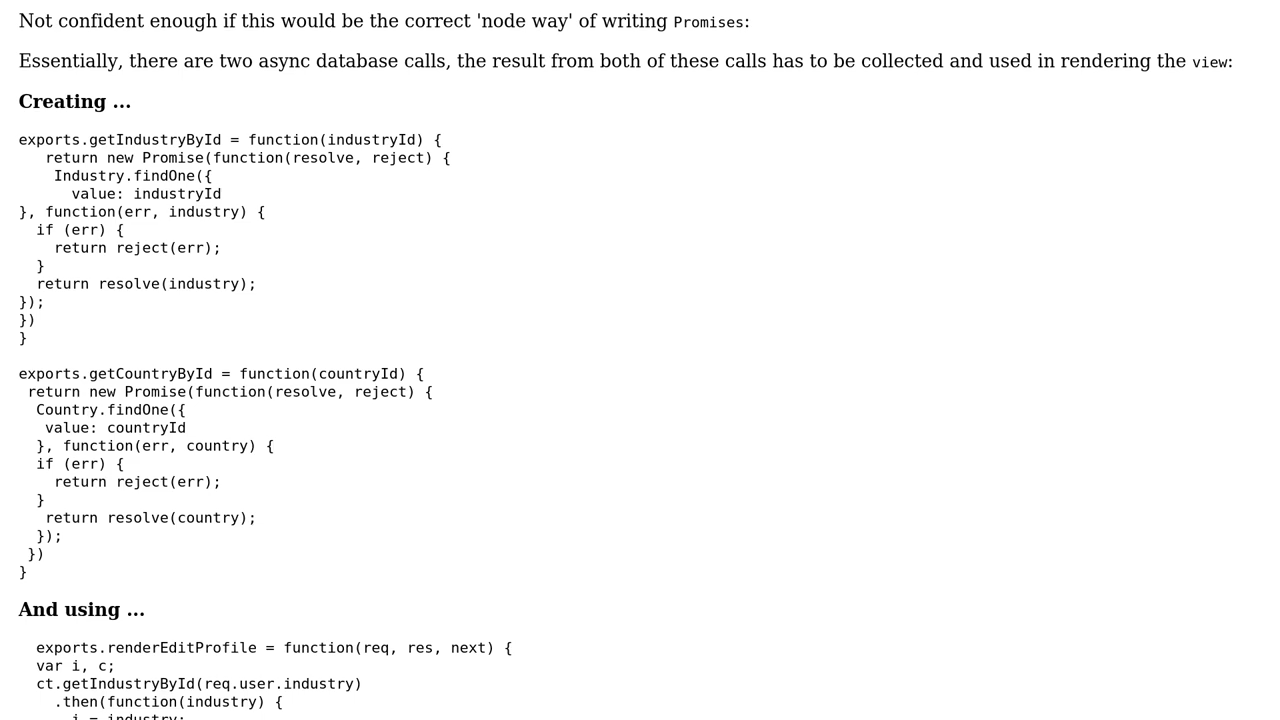 Not confident enough if this would be the correct 'node way' of writing Promises:
Essentially, there are two async database calls, the result from both of these calls has to be collected and used in rendering the view:
Creating ...
exports.getIndustryById = function(industryId) {
   return new Promise(function(resolve, reject) {
    Industry.findOne({
      value: industryId
}, function(err, industry) {
  if (err) {
    return reject(err);
  }
  return resolve(industry);
});
})
}
exports.getCountryById = function(countryId) {
 return new Promise(function(resolve, reject) {
  Country.findOne({
   value: countryId
  }, function(err, country) {
  if (err) {
    return reject(err);
  }
   return resolve(country);
  });
 })
}
And using ...
  exports.renderEditProfile = function(req, res, next) {
  var i, c;
  ct.getIndustryById(req.user.industry)
    .then(function(industry) {
      i = industry;